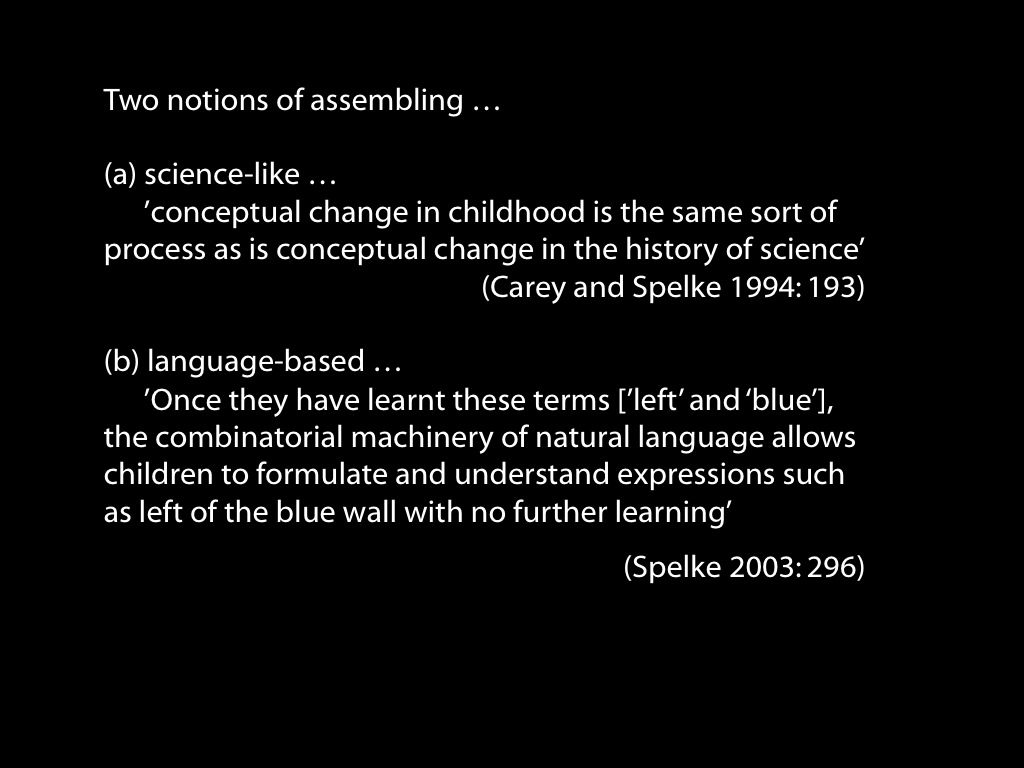 Two notions of assembling …
(a) science-like …
’conceptual change in childhood is the same sort of
process as is conceptual change in the history of science’
(Carey and Spelke 1994: 193)
(b) language-based …
’Once they have learnt these terms [’left’ and ‘blue’],
the combinatorial machinery of natural language allows
children to formulate and understand expressions such
as left of the blue wall with no further learning’
(Spelke 2003: 296)